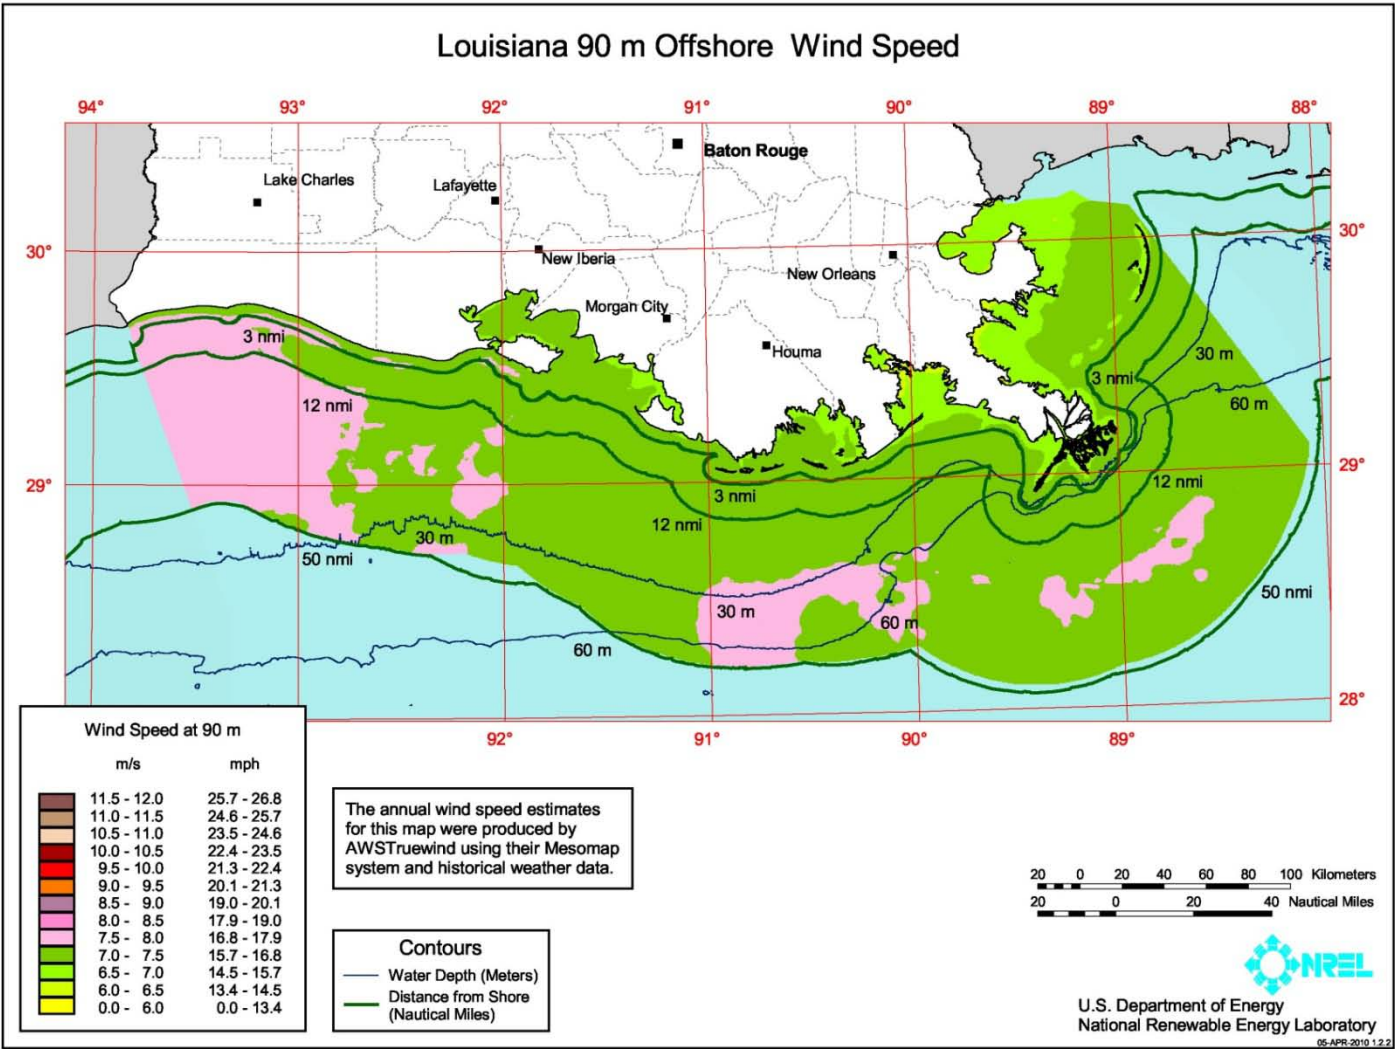 Louisiana 90 m Offshore Wind Speed
94° 93° 92° 91° 90° 89° 88°
Baton Rouge
Lake Charles
Lafayette
30°
30°
New Iberia
New Orleans
Morgan City
3 nmi
Houma
30 m
3 nmi
12 nmi
60 m
29°
29°
3 nmi
12 nmi
12 nmi
30 m
50 nmi
50 nmi
30 m
60 m
60 m
28°
92° 91° 90° 89°
Wind Speed at 90 m
m/s mph
11.5 - 12.0 25.7 - 26.8
11.0 - 11.5 24.6 - 25.7
10.5 - 11.0 23.5 - 24.6
10.0 - 10.5 22.4 - 23.5
9.5 - 10.0 21.3 - 22.4
9.0 - 9.5 20.1 - 21.3
8.5 - 9.0 19.0 - 20.1
8.0 - 8.5 17.9 - 19.0
7.5 - 8.0 16.8 - 17.9
7.0 - 7.5 15.7 - 16.8
6.5 - 7.0 14.5 - 15.7
6.0 - 6.5 13.4 - 14.5
0.0 - 6.0 0.0 - 13.4
The annual wind speed estimates
for this map were produced by
AWSTruewind using their Mesomap
system and historical weather data.
Contours
Water Depth (Meters)
Distance from Shore
(Nautical Miles)
20 0 20 40 60 80 100 Kilometers
20 0 20 40 Nautical Miles
NREL
U.S. Department of Energy
National Renewable Energy Laboratory
05-APR-2010 1.2.2